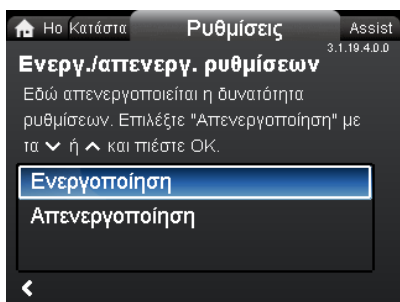 Ho Κατάστα Ρυθμίσεις Assist
3.1.19.4.0.0
Ενεργ./απενεργ. ρυθμίσεων
Εδώ απενεργοποιείται η δυνατότητα
ρυθμίσεων. Επιλέξτε "Απενεργοποίηση" με
τα ή και πιέστε OK.
Ενεργοποίηση
Απενεργοποίηση